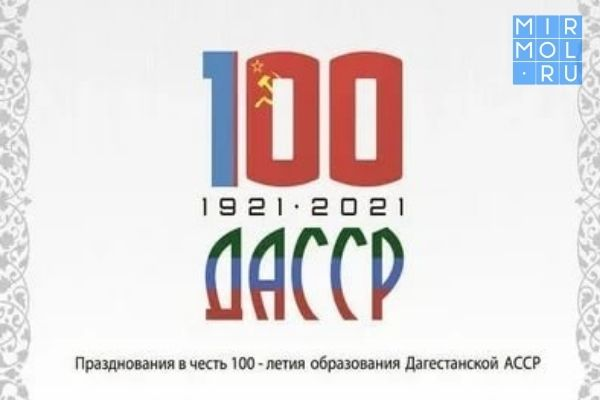 MIR
MOL
.RU
100
1921·2021
ДАССР
Празднования в честь 100 - летия образования Дагестанской АССР